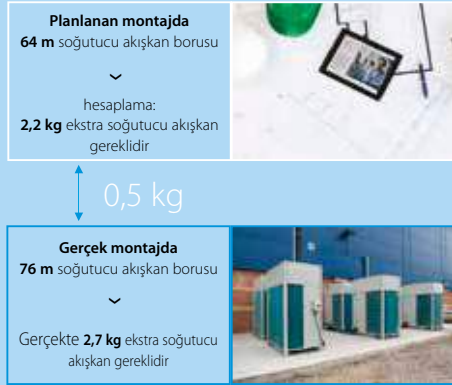 Planlanan montajda
64 m soğutucu akışkan borusu
hesaplama:
2,2 kg ekstra soğutucu akışkan
gereklidir
0,5 kg
Gerçek montajda
76 m soğutucu akışkan borusu
Gerçekte 2,7 kg ekstra soğutucu
akışkan gereklidir